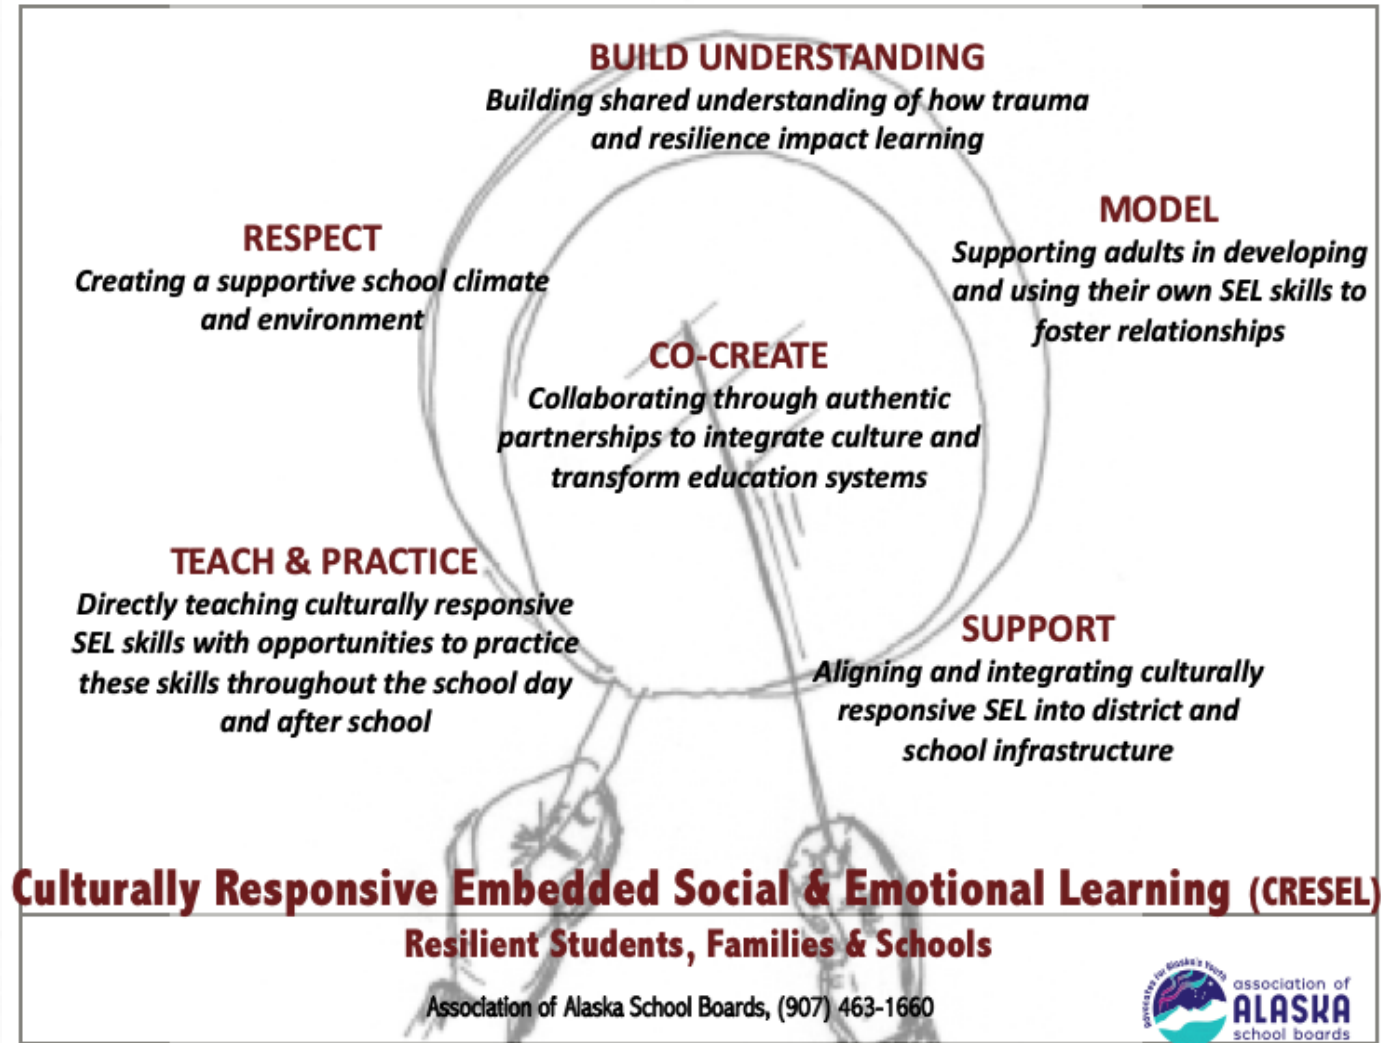 BUILD UNDERSTANDING
Building shared understanding of how trauma
and resilience impact learning
MODEL
Supporting adults in developing
and using their own SEL skills to
foster relationships
RESPECT
Creating a supportive school climate
and environment
CO-CREATE
Collaborating through authentic
partnerships to integrate culture and
transform education systems
TEACH & PRACTICE
Directly teaching culturally responsive
SEL skills with opportunities to practice
these skills throughout the school day
and after school
SUPPORT
Aligning and integrating culturally
responsive SEL into district and
school infrastructure
Culturally Responsive Embedded Social & Emotional Learning (CRESEL)
Resilient Students, Families & Schools
Association of Alaska School Boards, (907) 463-1660
advocates for Alaska's Youth
association of
ALASKA
school boards